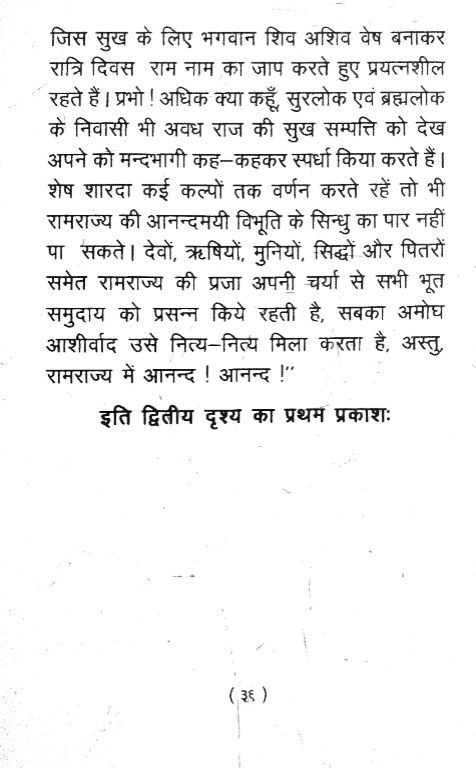 जिस सुख के लिए भगवान शिव अशिव वेष बनाकर
रात्रि दिवस राम नाम का जाप करते हुए प्रयत्नशील
रहते हैं। प्रभो ! अधिक क्या कहूँ, सुरलोक एवं ब्रह्मलोक
के निवासी भी अवध राज की सुख सम्पत्ति को देख
अपने को मन्दभागी कह–कहकर स्पर्धा किया करते हैं।
शेष शारदा कई कल्पों तक वर्णन करते रहें तो भी
रामराज्य की आनन्दमयी विभूति के सिन्धु का पार नहीं
पा सकते। देवों, ऋषियों, मुनियों, सिद्धों और पितरों
समेत रामराज्य की प्रजा अपनी चर्या से सभी भूत
समुदाय को प्रसन्न किये रहती है, सबका अमोघ
आशीर्वाद उसे नित्य–नित्य मिला करता है, अस्तु,
रामराज्य में आनन्द ! आनन्द !”
इति द्वितीय दृश्य का प्रथम प्रकाशः
( ३६ )